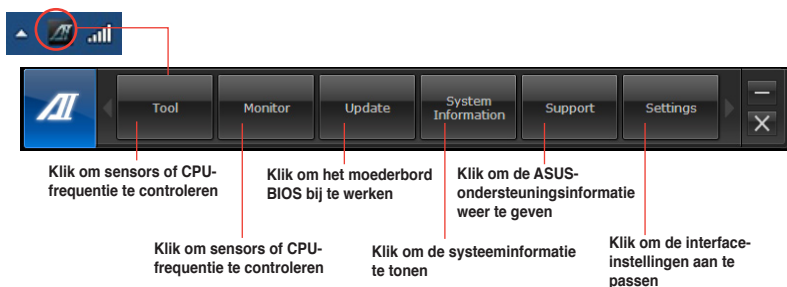 Tool
Monitor
Update
System
Information
Support
Settings
Klik om sensors of CPU-
frequentie te controleren
Klik om het moederbord
BIOS bij te werken
Klik om de ASUS-
ondersteuningsinformatie
weer te geven
Klik om sensors of CPU-
frequentie te controleren
Klik om de systeeminformatie
te tonen
Klik om de interface-
instellingen aan te
passen